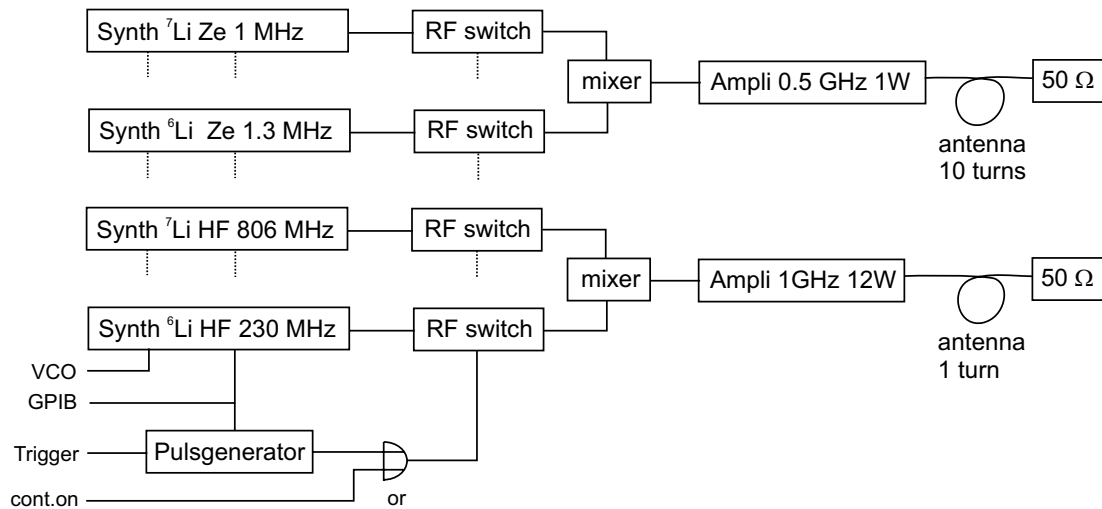 Synth ⁷Li Ze 1 MHz
RF switch
mixer
Ampli 0.5 GHz 1W
50 Ω
Synth ⁶Li Ze 1.3 MHz
RF switch
antenna
10 turns
Synth ⁷Li HF 806 MHz
RF switch
mixer
Ampli 1GHz 12W
50 Ω
Synth ⁶Li HF 230 MHz
RF switch
antenna
1 turn
VCO
GPIB
Trigger
Pulsgenerator
cont.on
or